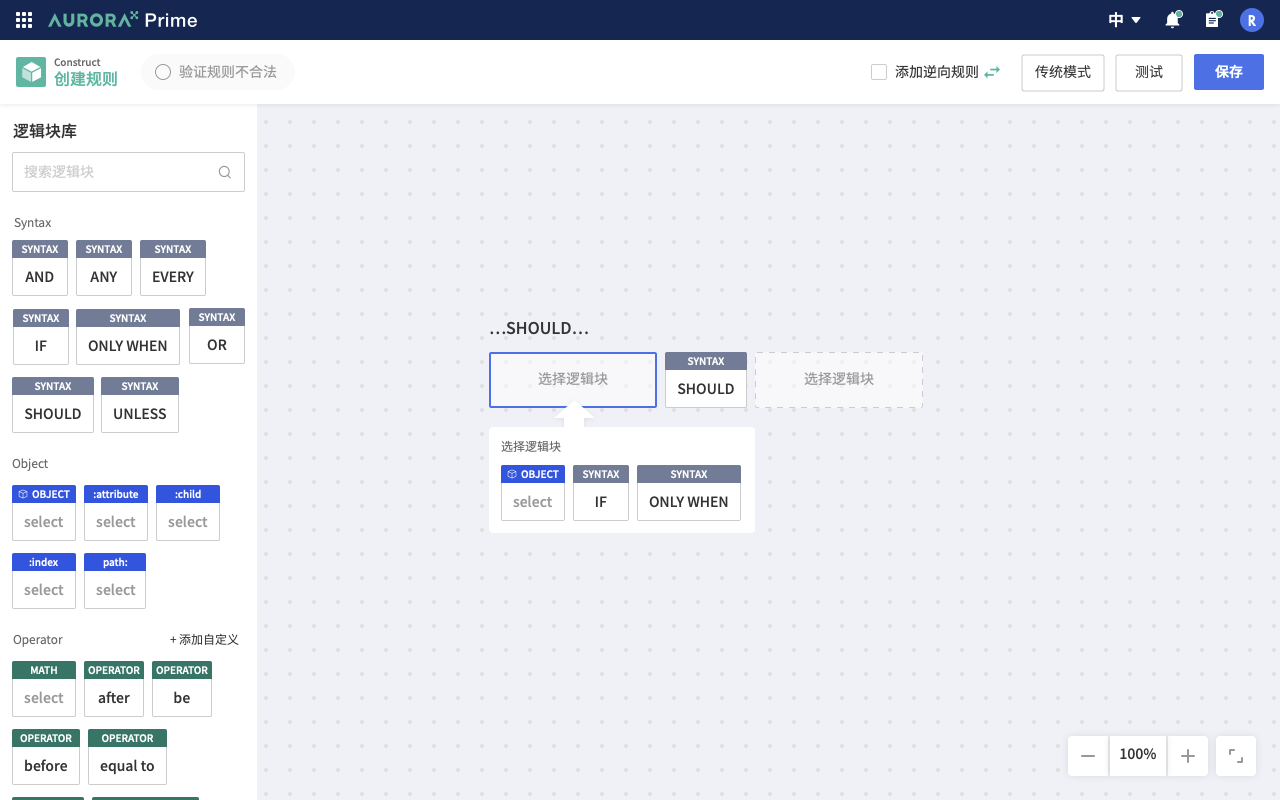 AURORA Prime
中
R
Construct
创建规则
验证规则不合法
添加逆向规则
传统模式
测试
保存
逻辑块库
搜索逻辑块
Syntax
SYNTAX SYNTAX SYNTAX
AND ANY EVERY
SYNTAX SYNTAX SYNTAX
IF ONLY WHEN OR
SYNTAX SYNTAX
SHOULD UNLESS
Object
OBJECT :attribute :child
select select select
:index path:
select select
Operator + 添加自定义
MATH OPERATOR OPERATOR
select after be
OPERATOR OPERATOR
before equal to
...SHOULD...
选择逻辑块
SYNTAX
SHOULD
选择逻辑块
选择逻辑块
OBJECT SYNTAX SYNTAX
select IF ONLY WHEN
100%